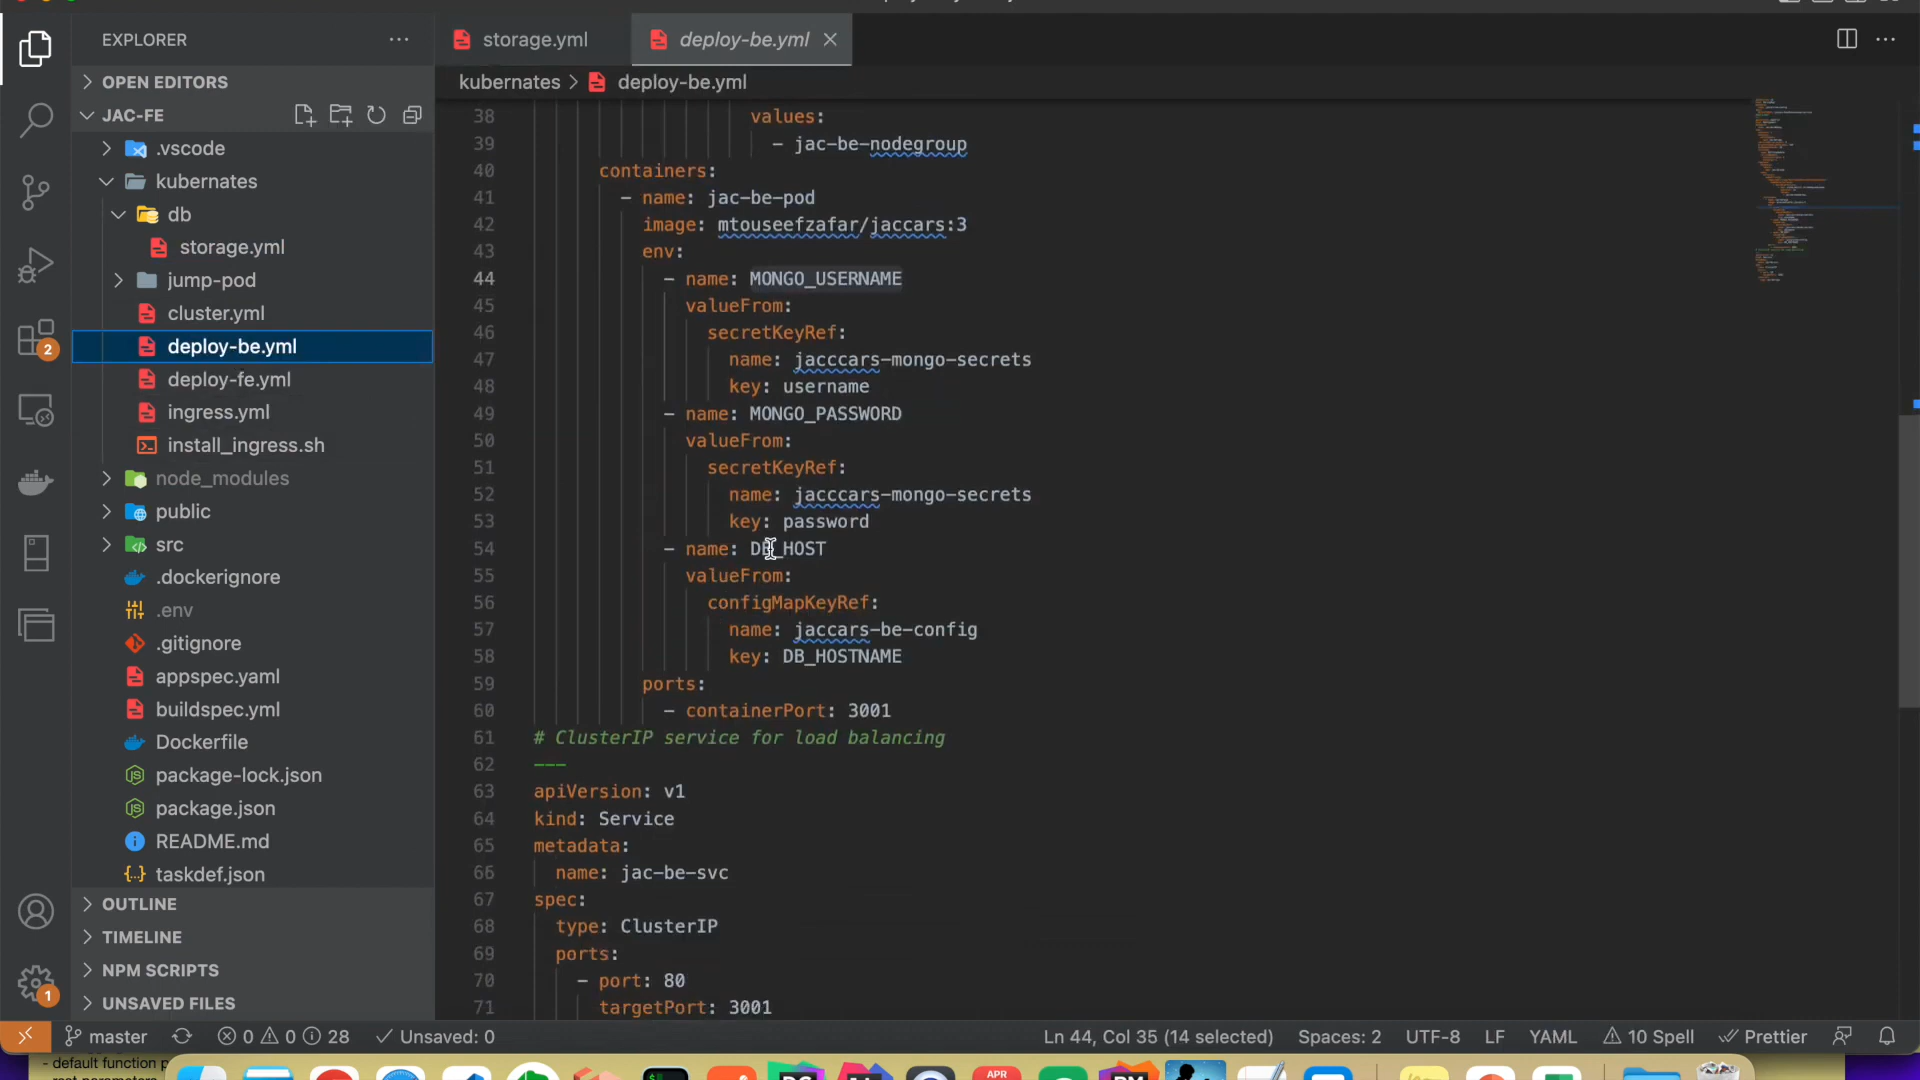 EXPLORER
OPEN EDITORS
JAC-FE
.vscode
kubernates
db
storage.yml
jump-pod
cluster.yml
deploy-be.yml
deploy-fe.yml
ingress.yml
install_ingress.sh
node_modules
public
src
.dockerignore
.env
.gitignore
appspec.yaml
buildspec.yml
Dockerfile
package-lock.json
package.json
README.md
taskdef.json
OUTLINE
TIMELINE
NPM SCRIPTS
UNSAVED FILES
2
1
storage.yml
deploy-be.yml
kubernates > deploy-be.yml
38 values:
39 - jac-be-nodegroup
40 containers:
41 - name: jac-be-pod
42 image: mtouseefzafar/jaccars:3
43 env:
44 - name: MONGO_USERNAME
45 valueFrom:
46 secretKeyRef:
47 name: jacccars-mongo-secrets
48 key: username
49 - name: MONGO_PASSWORD
50 valueFrom:
51 secretKeyRef:
52 name: jacccars-mongo-secrets
53 key: password
54 - name: DB_HOST
55 valueFrom:
56 configMapKeyRef:
57 name: jaccars-be-config
58 key: DB_HOSTNAME
59 ports:
60 - containerPort: 3001
61 # ClusterIP service for load balancing
62 ---
63 apiVersion: v1
64 kind: Service
65 metadata:
66 name: jac-be-svc
67 spec:
68 type: ClusterIP
69 ports:
70 - port: 80
71 targetPort: 3001
master 0 0 28 Unsaved: 0 Ln 44, Col 35 (14 selected) Spaces: 2 UTF-8 LF YAML 10 Spell Prettier
- default function p
APR